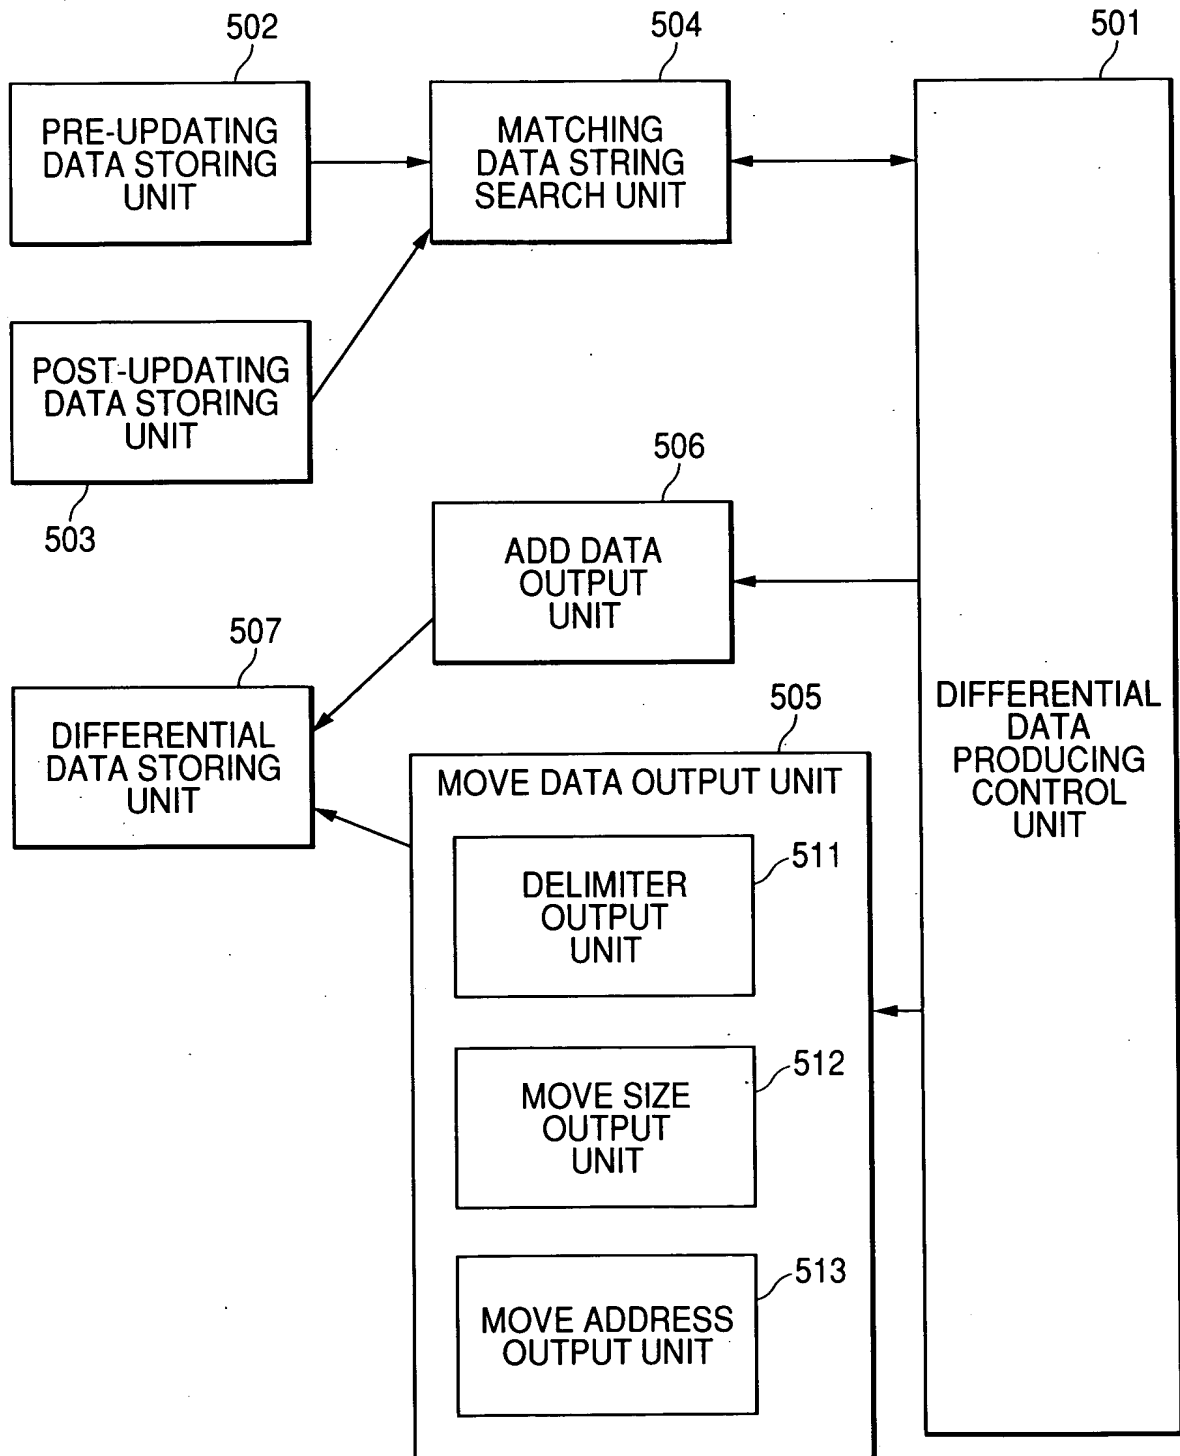 502
504
501
PRE-UPDATING
DATA STORING
UNIT
MATCHING
DATA STRING
SEARCH UNIT
POST-UPDATING
DATA STORING
UNIT
503
506
ADD DATA
OUTPUT
UNIT
507
DIFFERENTIAL
DATA STORING
UNIT
505
MOVE DATA OUTPUT UNIT
DIFFERENTIAL
DATA
PRODUCING
CONTROL
UNIT
511
DELIMITER
OUTPUT
UNIT
512
MOVE SIZE
OUTPUT
UNIT
513
MOVE ADDRESS
OUTPUT UNIT